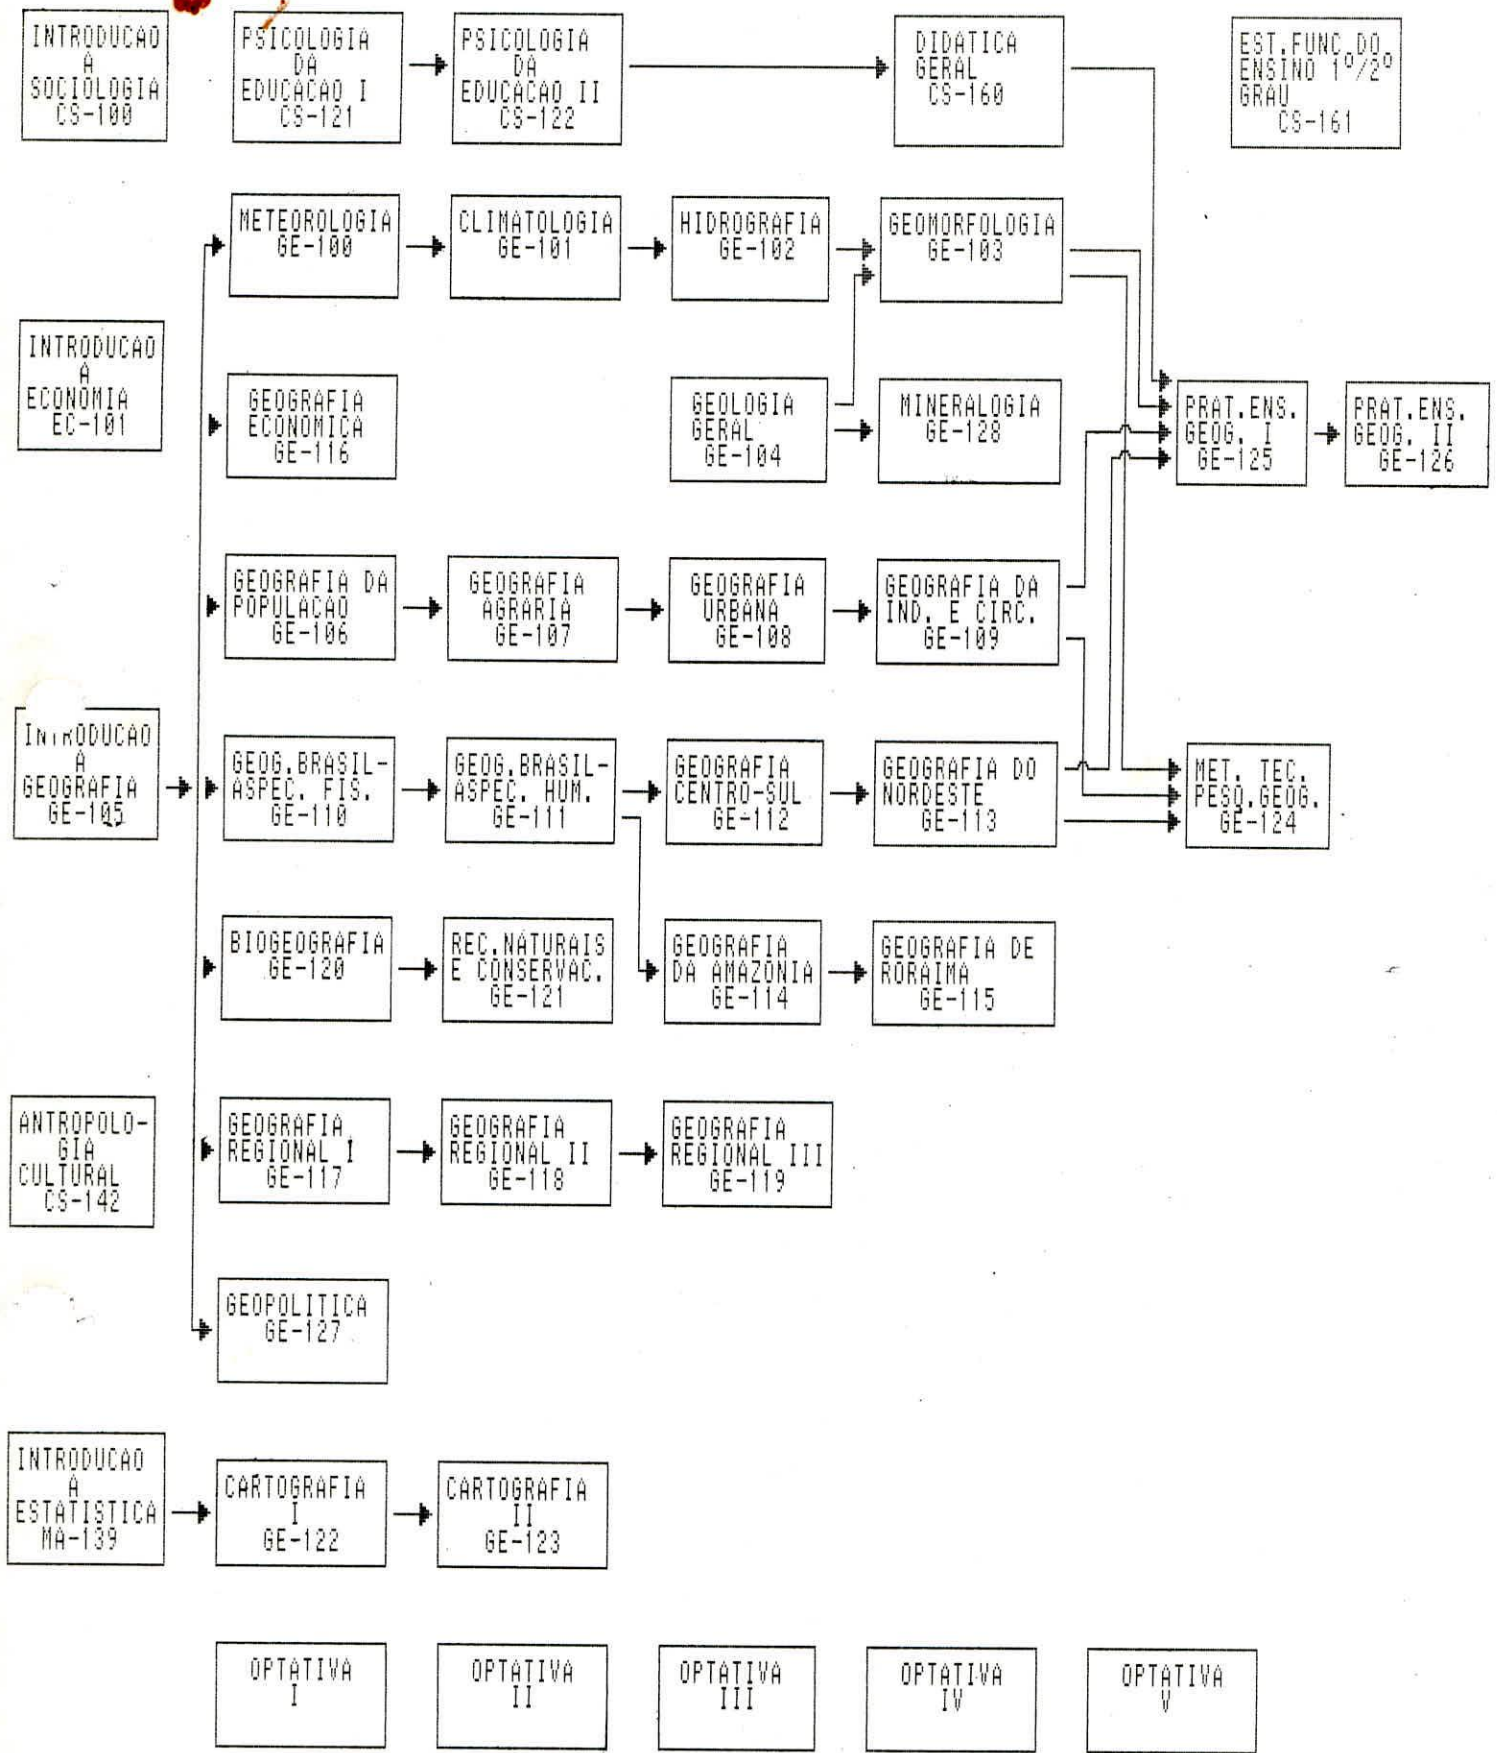 INTRODUCAO
A
SOCIOLOGIA
CS-100
PSICOLOGIA
DA
EDUCACAO I
CS-121
PSICOLOGIA
DA
EDUCACAO II
CS-122
DIDATICA
GERAL
CS-160
EST.FUNC.DO
ENSINO 1º/2º
GRAU
CS-161
METEOROLOGIA
GE-100
CLIMATOLOGIA
GE-101
HIDROGRAFIA
GE-102
GEOMORFOLOGIA
GE-103
INTRODUCAO
A
ECONOMIA
EC-101
GEOGRAFIA
ECONOMICA
GE-116
GEOLOGIA
GERAL
GE-104
MINERALOGIA
GE-128
PRAT.ENS.
GEOG. I
GE-125
PRAT.ENS.
GEOG. II
GE-126
GEOGRAFIA DA
POPULACAO
GE-106
GEOGRAFIA
AGRARIA
GE-107
GEOGRAFIA
URBANA
GE-108
GEOGRAFIA DA
IND. E CIRC.
GE-109
INTRODUCAO
A
GEOGRAFIA
GE-105
GEOG.BRASIL-
ASPEC. FIS.
GE-110
GEOG.BRASIL-
ASPEC. HUM.
GE-111
GEOGRAFIA
CENTRO-SUL
GE-112
GEOGRAFIA DO
NORDESTE
GE-113
MET. TEC.
PESQ.GEOG.
GE-124
BIOGEOGRAFIA
GE-120
REC.NATURAIS
E CONSERVAC.
GE-121
GEOGRAFIA
DA AMAZONIA
GE-114
GEOGRAFIA DE
RORAIMA
GE-115
ANTROPOLO-
GIA
CULTURAL
CS-142
GEOGRAFIA
REGIONAL I
GE-117
GEOGRAFIA
REGIONAL II
GE-118
GEOGRAFIA
REGIONAL III
GE-119
GEOPOLITICA
GE-127
INTRODUCAO
A
ESTATISTICA
MA-139
CARTOGRAFIA
I
GE-122
CARTOGRAFIA
II
GE-123
OPTATIVA
I
OPTATIVA
II
OPTATIVA
III
OPTATIVA
IV
OPTATIVA
V